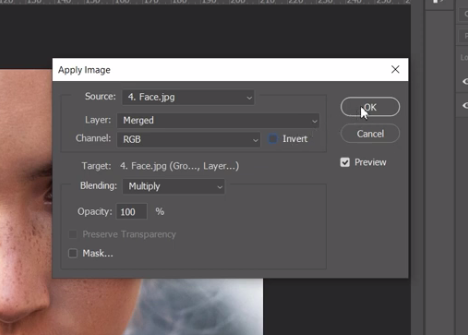 Apply Image
Source: 4. Face.jpg
OK
Layer: Merged
Channel: RGB Invert
Cancel
Target: 4. Face.jpg (Gro..., Layer...)
Preview
Blending: Multiply
Opacity: 100 %
Preserve Transparency
Mask...